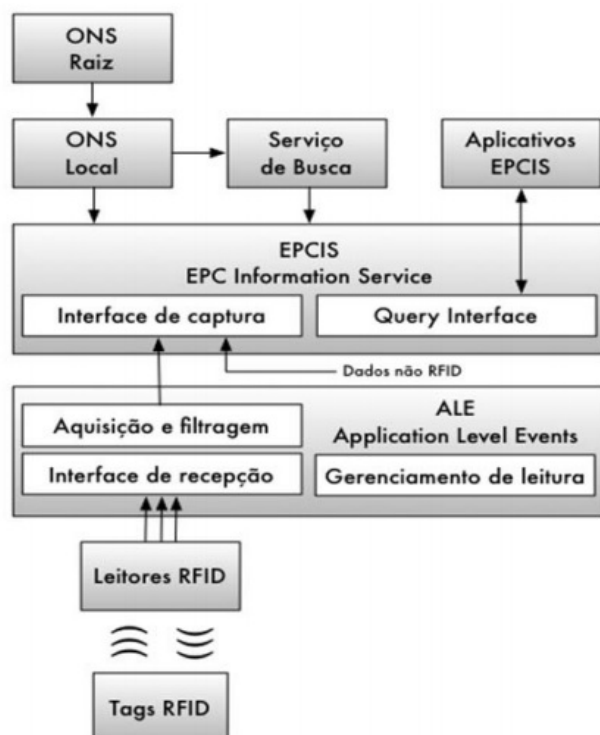 ONS
Raiz
ONS
Local
Serviço
de Busca
Aplicativos
EPCIS
EPCIS
EPC Information Service
Interface de captura
Query Interface
Dados não RFID
ALE
Application Level Events
Aquisição e filtragem
Interface de recepção
Gerenciamento de leitura
Leitores RFID
Tags RFID